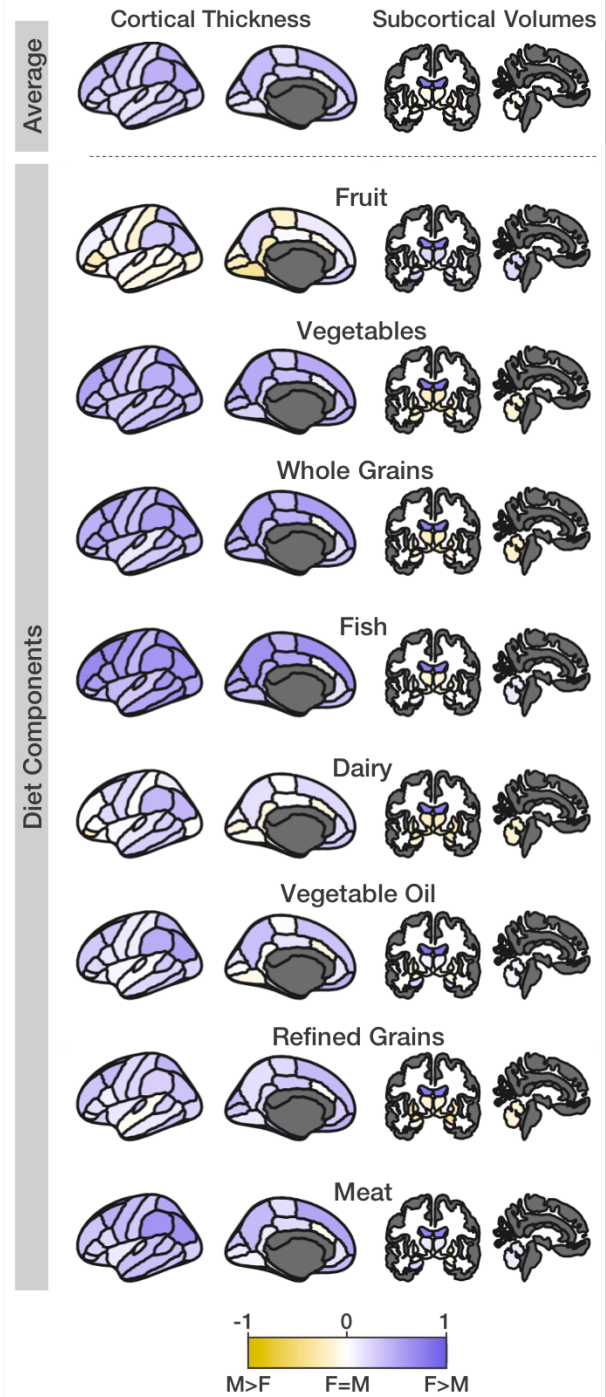 Cortical Thickness
Subcortical Volumes
Average
Diet Components
Fruit
Vegetables
Whole Grains
Fish
Dairy
Vegetable Oil
Refined Grains
Meat
-1 0 1
M>F F=M F>M